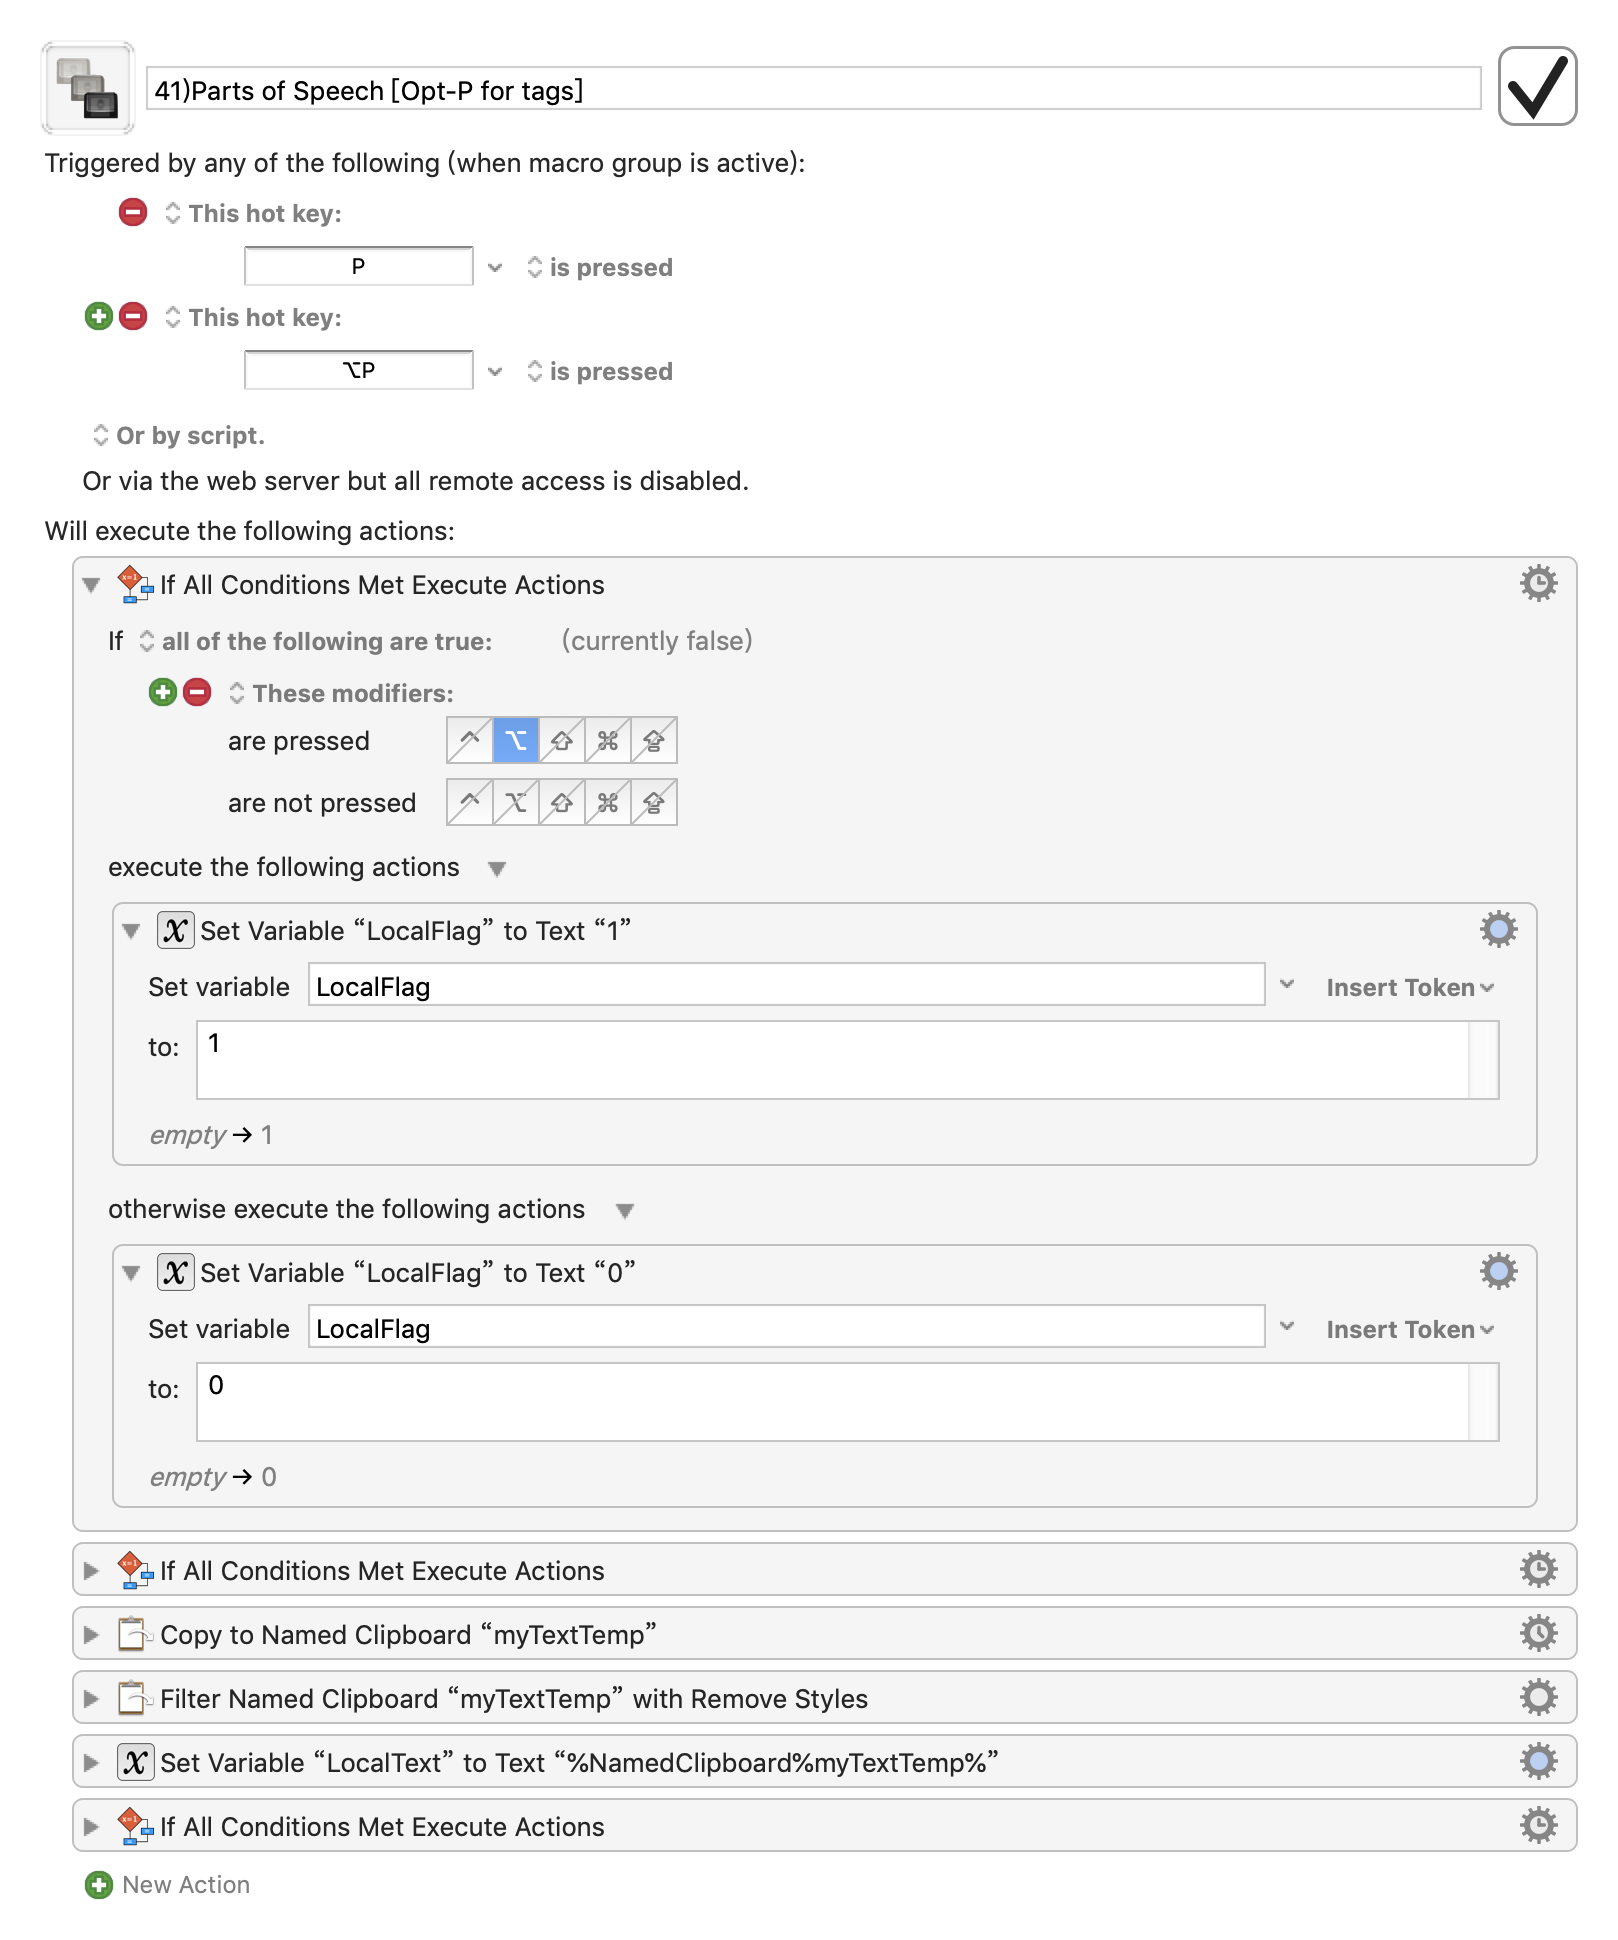 41)Parts of Speech [Opt-P for tags]
Triggered by any of the following (when macro group is active):
This hot key:
P is pressed
This hot key:
⌥P is pressed
Or by script.
Or via the web server but all remote access is disabled.
Will execute the following actions:
If All Conditions Met Execute Actions
If all of the following are true: (currently false)
These modifiers:
are pressed ⌃ ⌥ ⇧ ⌘ ⇪
are not pressed ⌃ ⌥ ⇧ ⌘ ⇪
execute the following actions
Set Variable “LocalFlag” to Text “1”
Set variable LocalFlag Insert Token
to: 1
empty → 1
otherwise execute the following actions
Set Variable “LocalFlag” to Text “0”
Set variable LocalFlag Insert Token
to: 0
empty → 0
If All Conditions Met Execute Actions
Copy to Named Clipboard “myTextTemp”
Filter Named Clipboard “myTextTemp” with Remove Styles
Set Variable “LocalText” to Text “%NamedClipboard%myTextTemp%”
If All Conditions Met Execute Actions
New Action